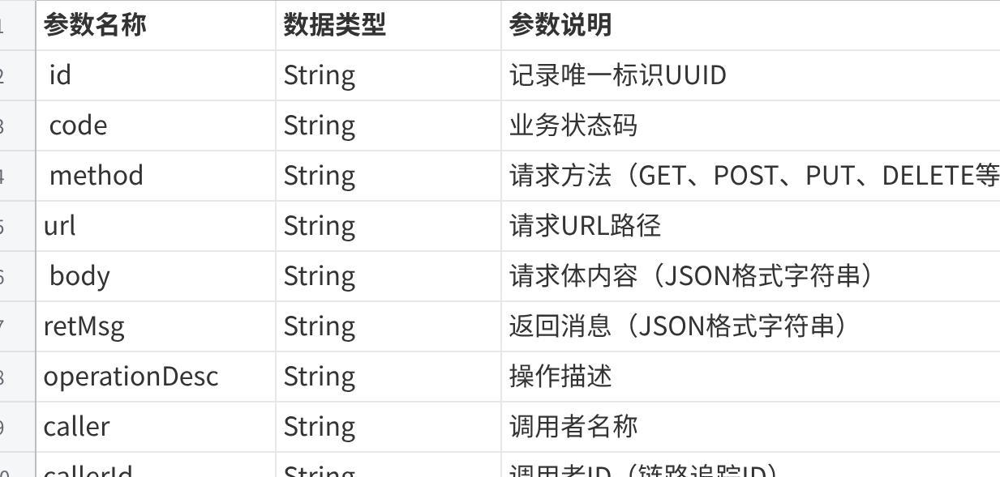 参数名称 数据类型 参数说明
2 id String 记录唯一标识UUID
3 code String 业务状态码
4 method String 请求方法（GET、POST、PUT、DELETE等
5 url String 请求URL路径
6 body String 请求体内容（JSON格式字符串）
7 retMsg String 返回消息（JSON格式字符串）
8 operationDesc String 操作描述
9 caller String 调用者名称
callerId String 调用者ID（链路追踪ID）